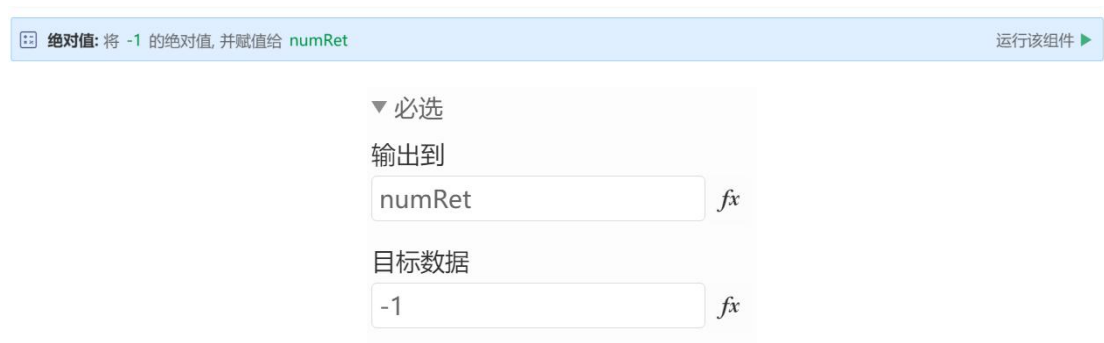 绝对值: 将 -1 的绝对值, 并赋值给 numRet 运行该组件
必选
输出到
numRet fx
目标数据
-1 fx